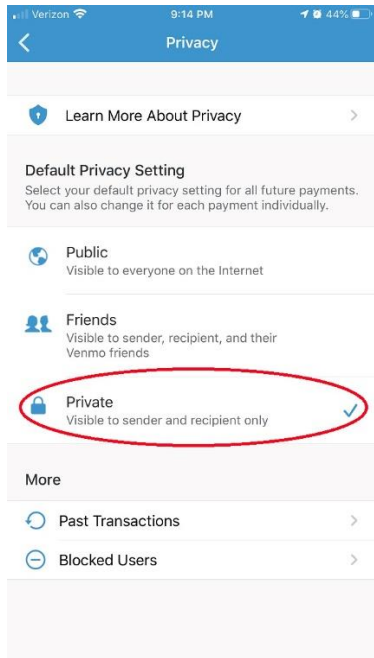 Verizon 9:14 PM 44%
Privacy
Learn More About Privacy
Default Privacy Setting
Select your default privacy setting for all future payments.
You can also change it for each payment individually.
Public
Visible to everyone on the Internet
Friends
Visible to sender, recipient, and their
Venmo friends
Private
Visible to sender and recipient only
More
Past Transactions
Blocked Users